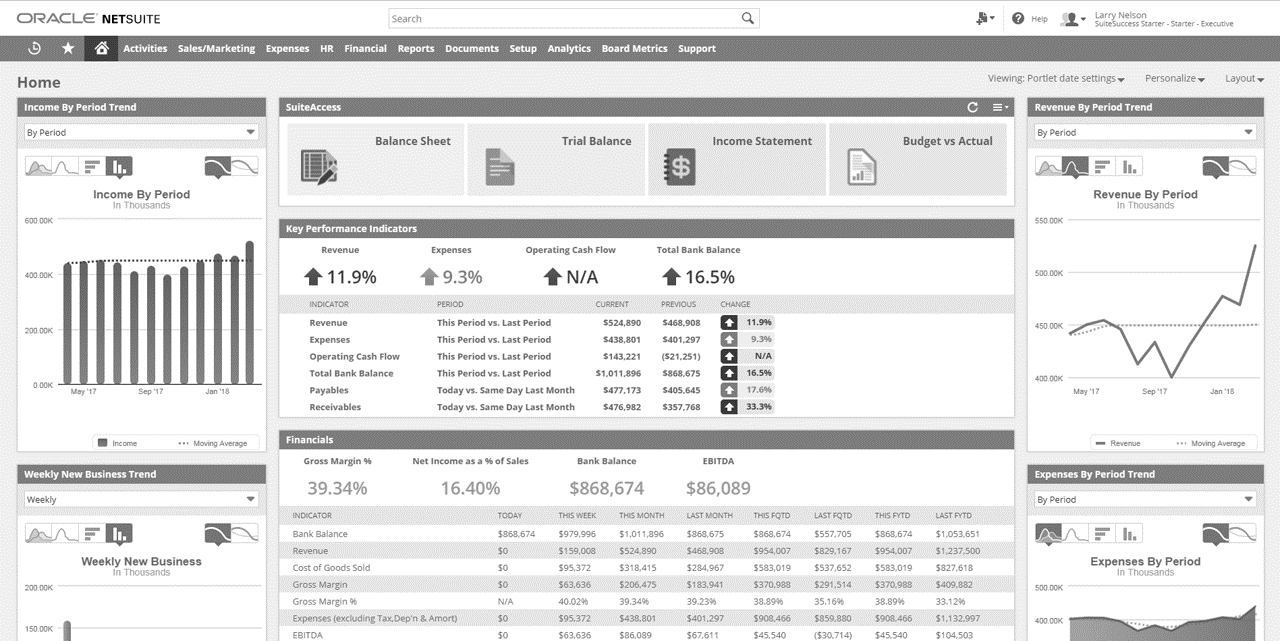 ORACLE NETSUITE
Search
Help
Larry Nelson
SuiteSuccess Starter - Starter - Executive
Activities Sales/Marketing Expenses HR Financial Reports Documents Setup Analytics Board Metrics Support
Home
Viewing: Portlet date settings Personalize Layout
Income By Period Trend
By Period
Income By Period
In Thousands
600.00K
400.00K
200.00K
0.00K
May '17 Sep '17 Jan '18
Income Moving Average
Weekly New Business Trend
Weekly
Weekly New Business
In Thousands
200.00K
150.00K
SuiteAccess
Balance Sheet Trial Balance Income Statement Budget vs Actual
Key Performance Indicators
Revenue Expenses Operating Cash Flow Total Bank Balance
11.9% 9.3% N/A 16.5%
INDICATOR PERIOD CURRENT PREVIOUS CHANGE
Revenue This Period vs. Last Period $524,890 $468,908 11.9%
Expenses This Period vs. Last Period $438,801 $401,297 9.3%
Operating Cash Flow This Period vs. Last Period $143,221 ($21,251) N/A
Total Bank Balance This Period vs. Last Period $1,011,896 $868,675 16.5%
Payables Today vs. Same Day Last Month $477,173 $405,645 17.6%
Receivables Today vs. Same Day Last Month $476,982 $357,768 33.3%
Financials
Gross Margin % Net Income as a % of Sales Bank Balance EBITDA
39.34% 16.40% $868,674 $86,089
INDICATOR TODAY THIS WEEK THIS MONTH LAST MONTH THIS FQTD LAST FQTD THIS FYTD LAST FYTD
Bank Balance $868,674 $979,996 $1,011,896 $868,675 $868,674 $557,705 $868,674 $1,053,651
Revenue $0 $159,008 $524,890 $468,908 $954,007 $829,167 $954,007 $1,237,500
Cost of Goods Sold $0 $95,372 $318,415 $284,967 $583,019 $537,652 $583,019 $827,618
Gross Margin $0 $63,636 $206,475 $183,941 $370,988 $291,514 $370,988 $409,882
Gross Margin % N/A 40.02% 39.34% 39.23% 38.89% 35.16% 38.89% 33.12%
Expenses (excluding Tax,Dep'n & Amort) $0 $95,372 $438,801 $401,297 $908,466 $859,880 $908,466 $1,132,997
EBITDA $0 $63,636 $86,089 $67,611 $45,540 ($30,714) $45,540 $104,503
Revenue By Period Trend
By Period
Revenue By Period
In Thousands
550.00K
500.00K
450.00K
400.00K
May '17 Sep '17 Jan '18
Revenue Moving Average
Expenses By Period Trend
By Period
Expenses By Period
In Thousands
500.00K
400.00K